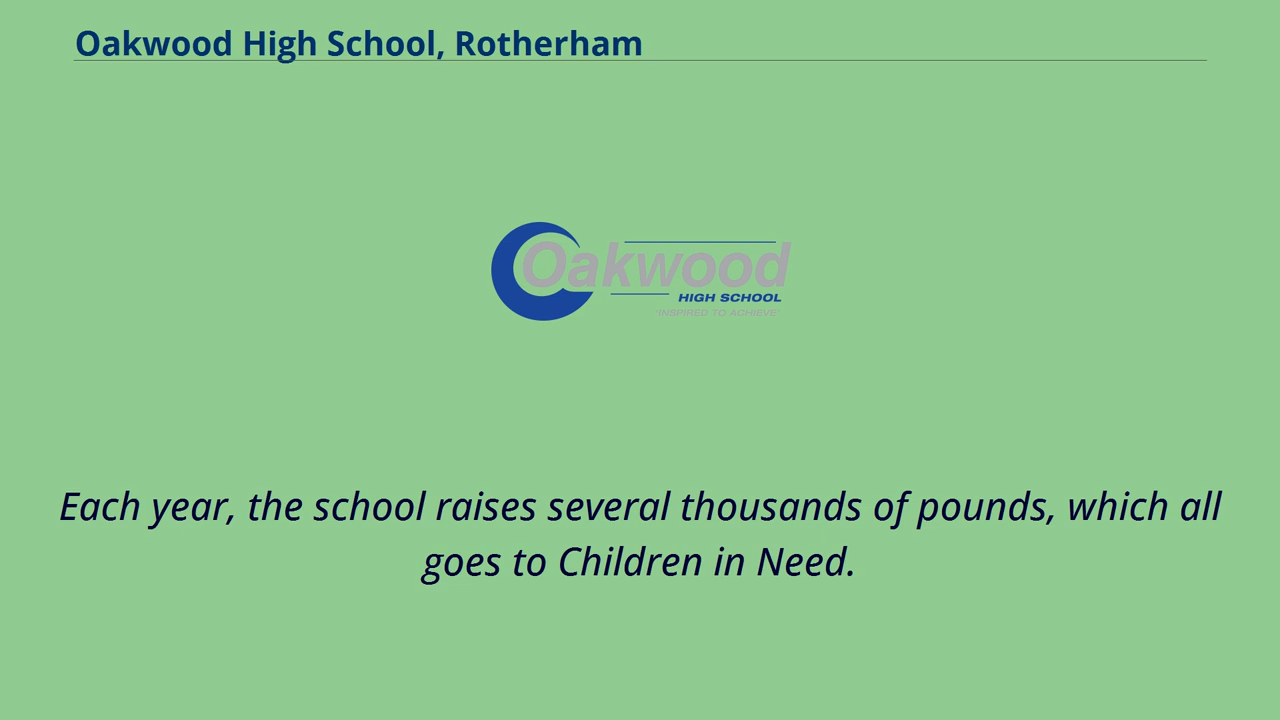 Oakwood High School, Rotherham
Oakwood
HIGH SCHOOL
'INSPIRED TO ACHIEVE'
Each year, the school raises several thousands of pounds, which all
goes to Children in Need.